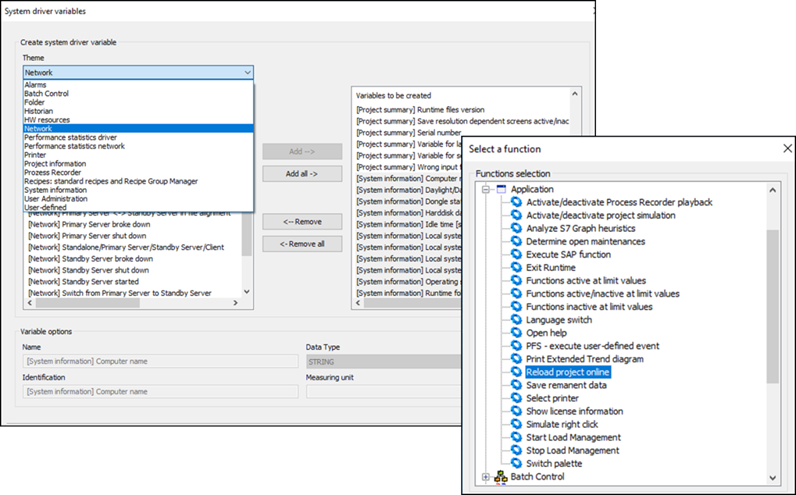 System driver variables
Create system driver variable
Theme
Network
Alarms
Batch Control
Folder
Historian
HW resources
Network
Performance statistics driver
Performance statistics network
Printer
Project information
Prozess Recorder
Recipes: standard recipes and Recipe Group Manager
System information
User Administration
User-defined
[Network] Primary Server <-> Standby Server in file alignment
[Network] Primary Server broke down
[Network] Primary Server shut down
[Network] Standalone/Primary Server/Standby Server/Client
[Network] Standby Server broke down
[Network] Standby Server shut down
[Network] Standby Server started
[Network] Switch from Primary Server to Standby Server
Add -->
Add all ->
<-- Remove
<- Remove all
Variables to be created
[Project summary] Runtime files version
[Project summary] Save resolution dependent screens active/inac
[Project summary] Serial number
[Project summary] Variable for la
[Project summary] Variable for se
[Project summary] Wrong input f
[System information] Computer n
[System information] Daylight/Da
[System information] Dongle stat
[System information] Harddisk da
[System information] Idle time [s
[System information] Local system
[System information] Local system
[System information] Local system
[System information] Operating
[System information] Runtime fo
Variable options
Name
Data Type
[System information] Computer name
STRING
Identification
Measuring unit
[System information] Computer name
Select a function
Functions selection
Application
Activate/deactivate Process Recorder playback
Activate/deactivate project simulation
Analyze S7 Graph heuristics
Determine open maintenances
Execute SAP function
Exit Runtime
Functions active at limit values
Functions active/inactive at limit values
Functions inactive at limit values
Language switch
Open help
PFS - execute user-defined event
Print Extended Trend diagram
Reload project online
Save remanent data
Select printer
Show license information
Simulate right click
Start Load Management
Stop Load Management
Switch palette
Batch Control